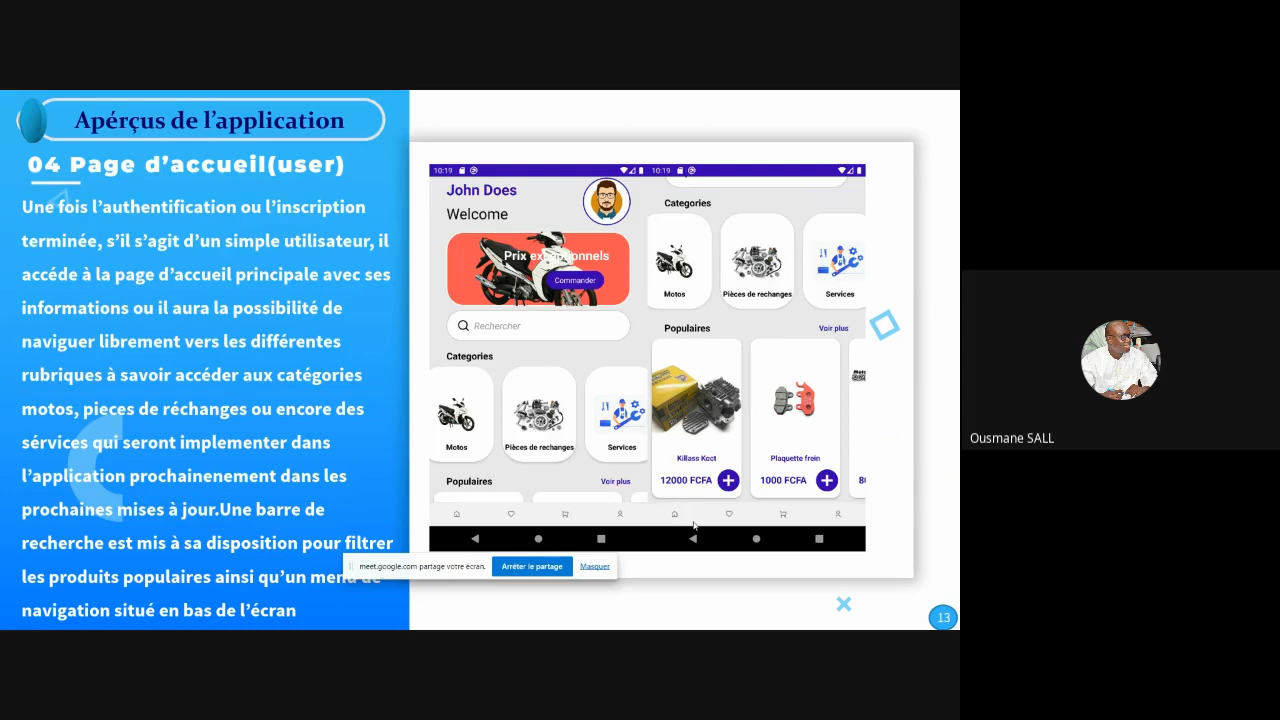 Apérçus de l’application
04 Page d’accueil(user)
Une fois l’authentification ou l’inscription
terminée, s’il s’agit d’un simple utilisateur, il
accéde à la page d’accueil principale avec ses
informations ou il aura la possibilité de
naviguer librement vers les différentes
rubriques à savoir accéder aux catégories
motos, pieces de réchanges ou encore des
sérvices qui seront implementer dans
l’application prochainenement dans les
prochaines mises à jour.Une barre de
recherche est mis à sa disposition pour filtrer
les produits populaires ainsi qu’un menu de
navigation situé en bas de l’écran
10:19
John Does
Welcome
Prix exceptionnels
Commander
Rechercher
Categories
Motos
Pièces de rechanges
Services
Populaires
Voir plus
10:19
Categories
Motos
Pièces de rechanges
Services
Populaires
Voir plus
Killass Koct
12000 FCFA
Plaquette frein
1000 FCFA
meet.google.com partage votre écran.
Arrêter le partage
Masquer
13
Ousmane SALL